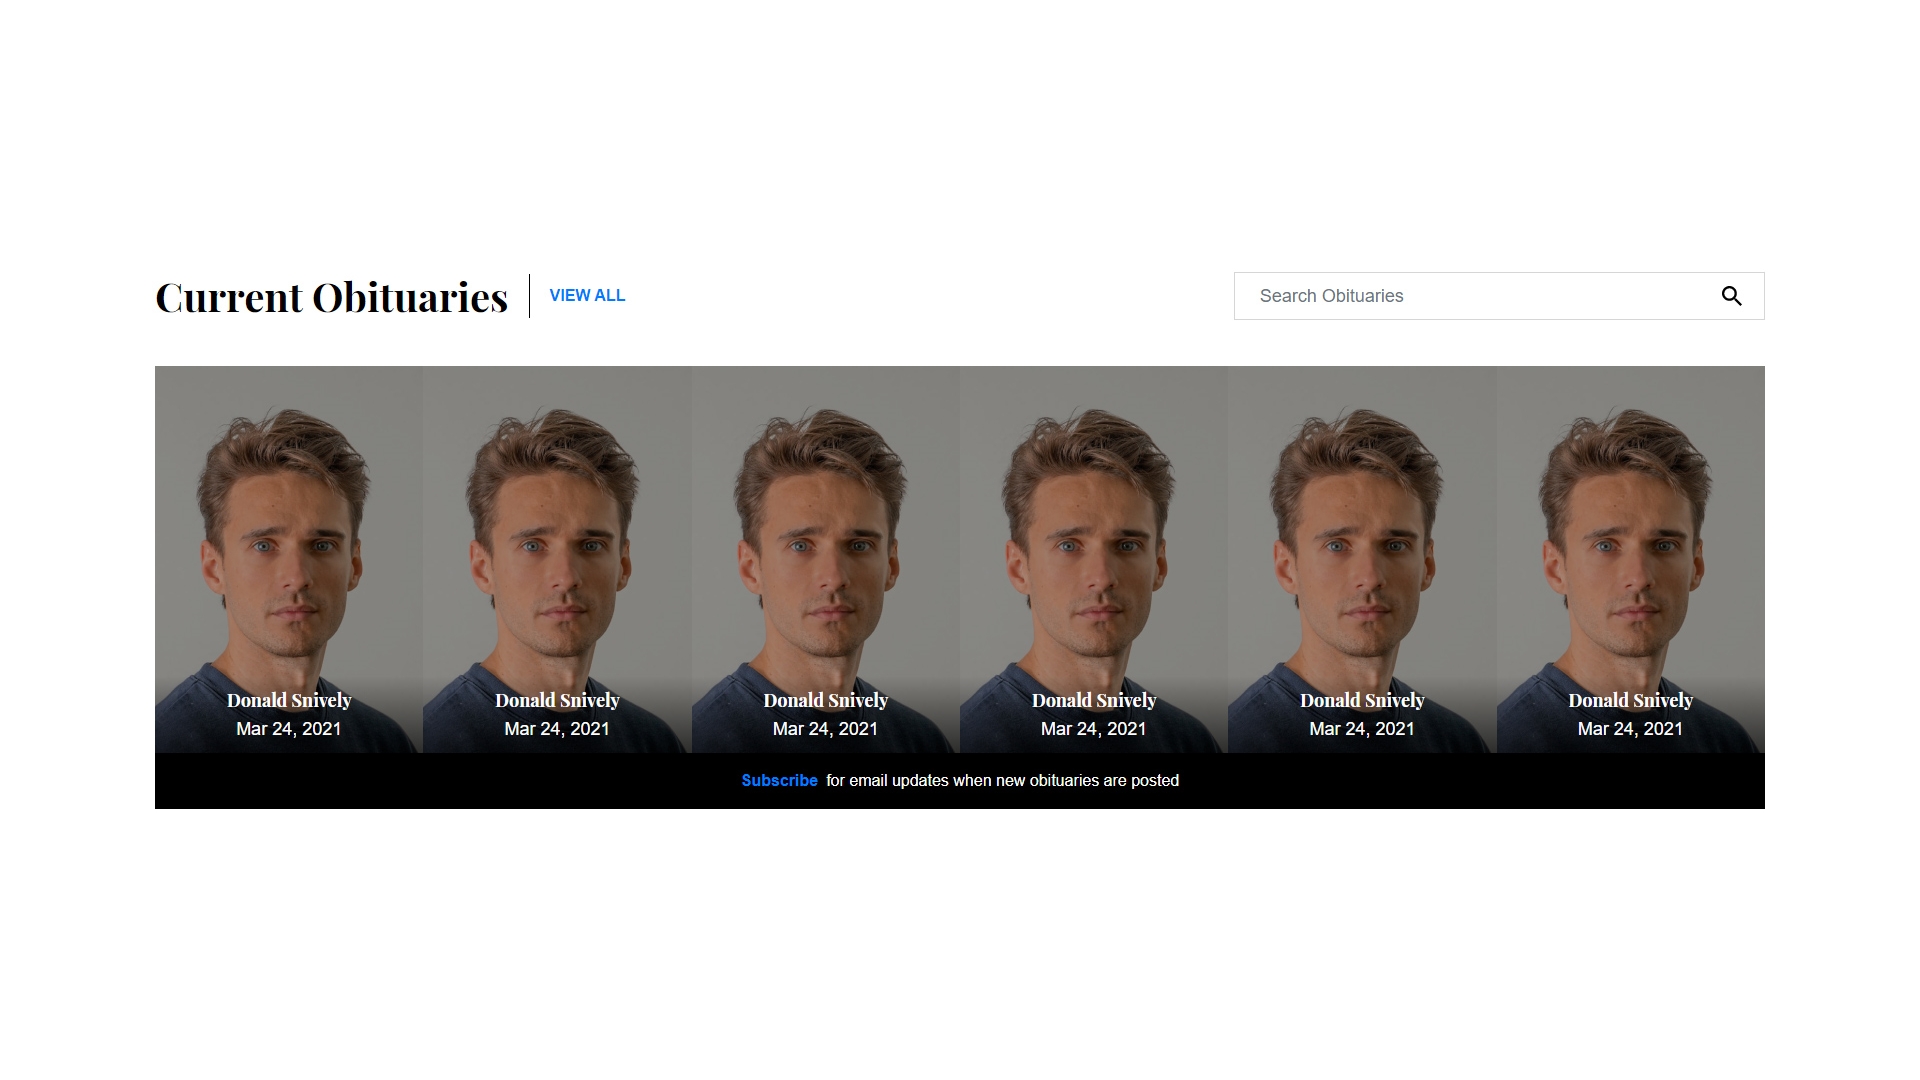 Current Obituaries
VIEW ALL
Search Obituaries
Donald Snively
Mar 24, 2021
Donald Snively
Mar 24, 2021
Donald Snively
Mar 24, 2021
Donald Snively
Mar 24, 2021
Donald Snively
Mar 24, 2021
Donald Snively
Mar 24, 2021
Subscribe for email updates when new obituaries are posted